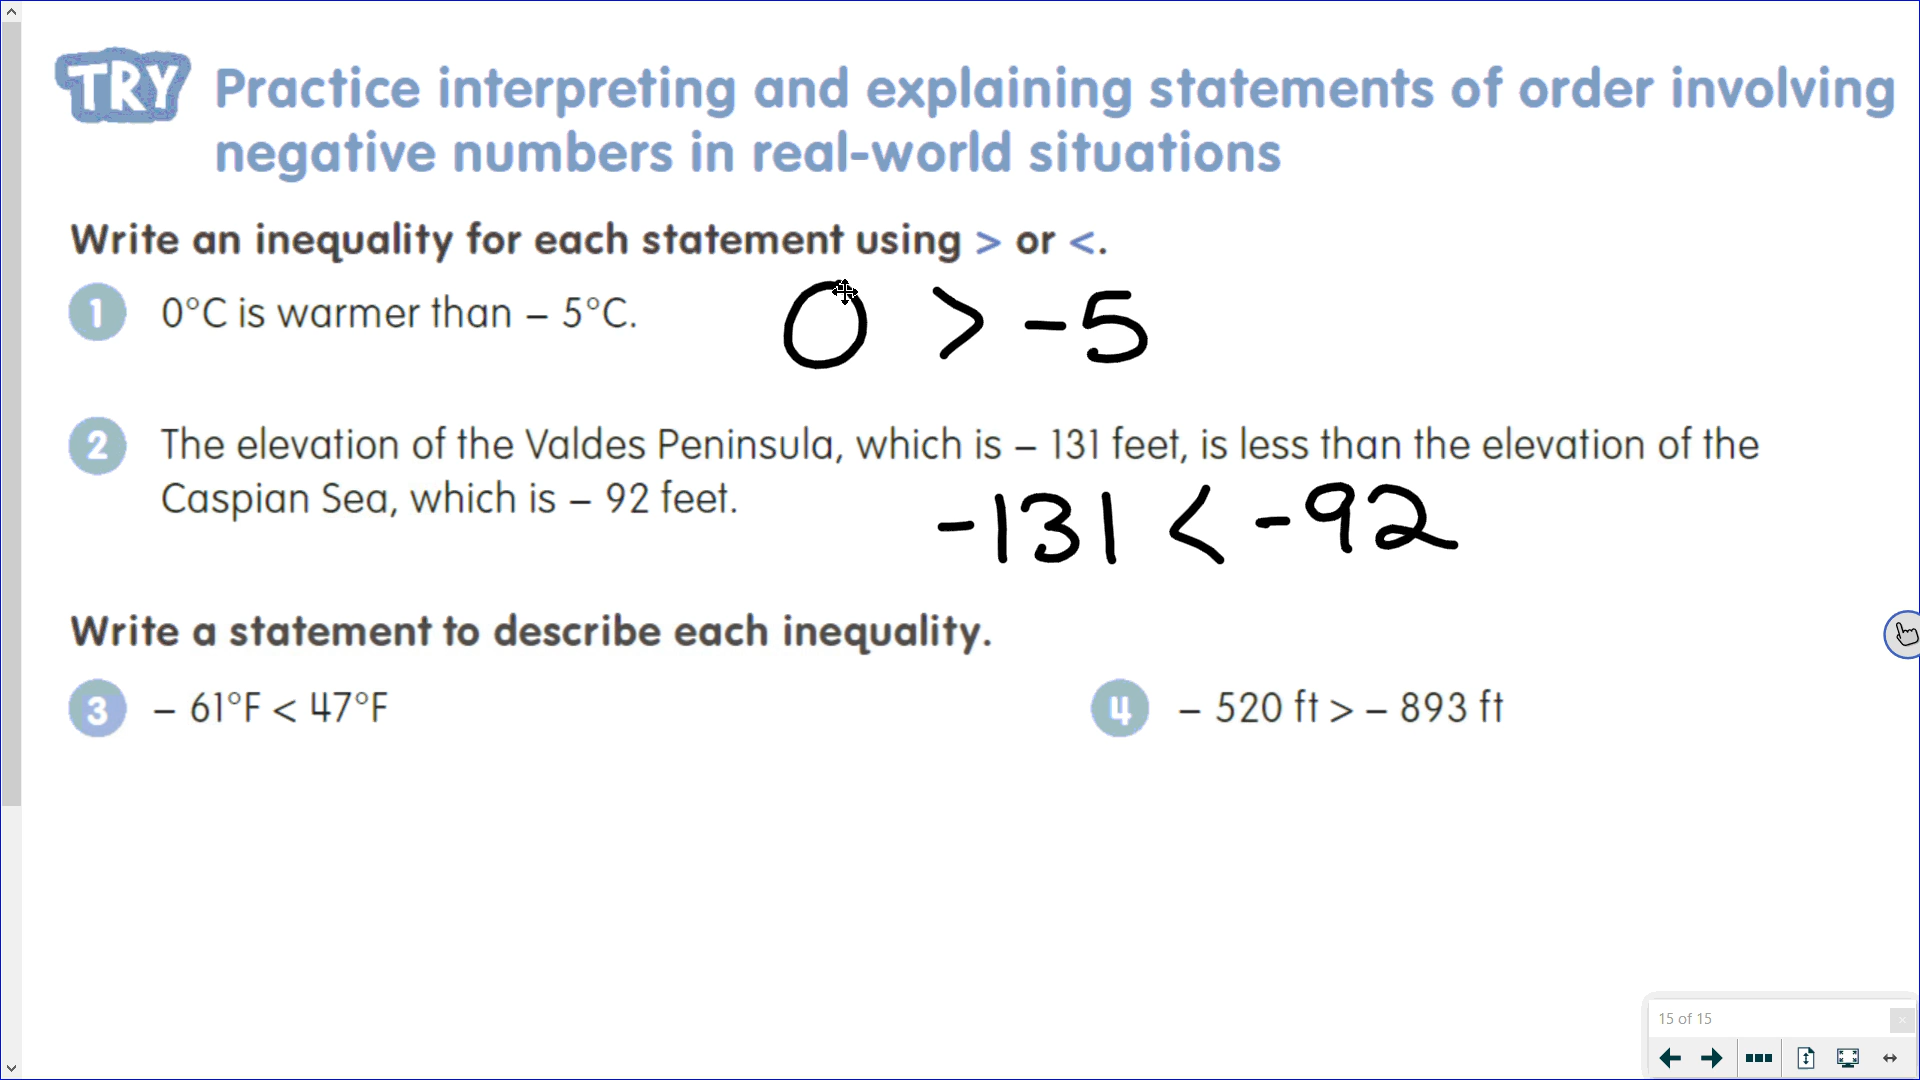 TRY Practice interpreting and explaining statements of order involving
negative numbers in real-world situations
Write an inequality for each statement using > or <.
1 0°C is warmer than – 5°C. 0 > -5
2 The elevation of the Valdes Peninsula, which is – 131 feet, is less than the elevation of the
Caspian Sea, which is – 92 feet. -131 < -92
Write a statement to describe each inequality.
3 – 61°F < 47°F 4 – 520 ft > – 893 ft
15 of 15